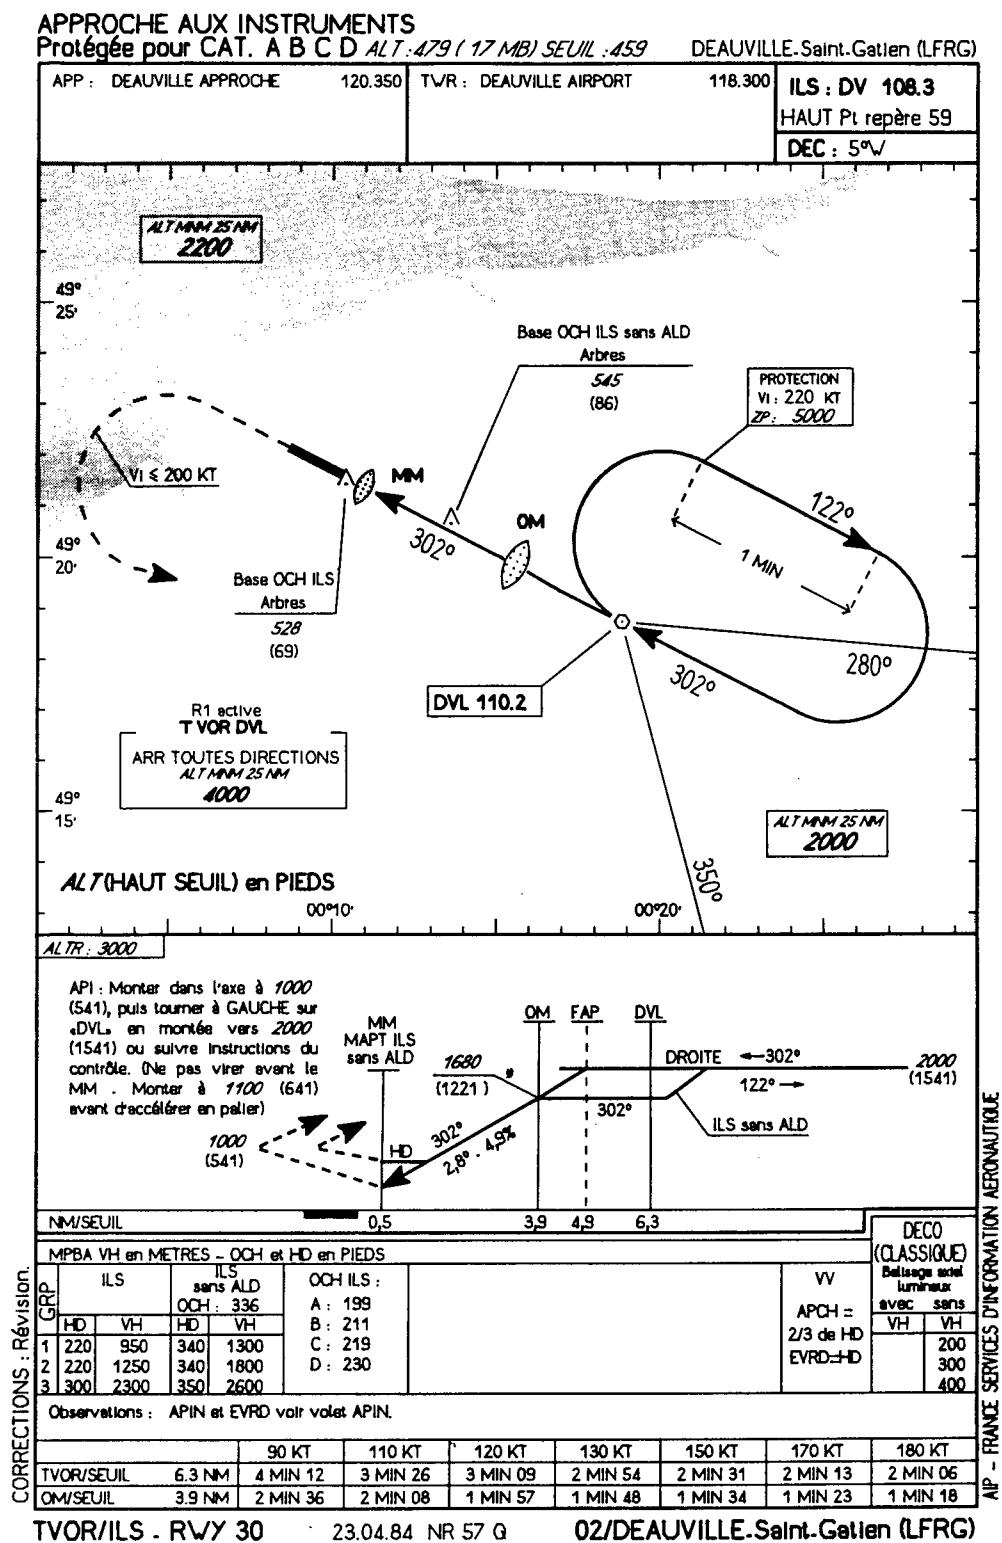 APPROCHE AUX INSTRUMENTS
Protégée pour CAT. A B C D ALT : 479 ( 17 MB) SEUIL : 459 DEAUVILLE-Saint-Gatien (LFRG)
APP : DEAUVILLE APPROCHE 120.350
TWR : DEAUVILLE AIRPORT 118.300
ILS : DV 108.3
HAUT Pt repère 59
DEC : 5°W
ALT MNM 25 NM
2200
49°
25'
Base OCH ILS sans ALD
Arbres
545
(86)
PROTECTION
VI : 220 KT
ZP : 5000
VI ≤ 200 KT
MM
OM
122°
302°
1 MIN
49°
20'
Base OCH ILS
Arbres
528
(69)
280°
302°
DVL 110.2
R1 active
T VOR DVL
ARR TOUTES DIRECTIONS
ALT MNM 25 NM
4000
49°
15'
ALT MNM 25 NM
2000
350°
ALT (HAUT SEUIL) en PIEDS
00°10'
00°20'
ALTR : 3000
API : Monter dans l'axe à 1000
(541), puis tourner à GAUCHE sur
«DVL» en montée vers 2000
(1541) ou suivre instructions du
contrôle. (Ne pas virer avant le
MM . Monter à 1100 (641)
avant d'accélérer en palier)
MM
MAPT ILS
sans ALD
OM
FAP
DVL
1680
(1221)
DROITE
302°
122°
2000
(1541)
302°
ILS sans ALD
1000
(541)
HD
302°
2,8° - 4,9%
NM/SEUIL 0,5 3,9 4,9 6,3
MPBA VH en METRES - OCH et HD en PIEDS
DECO
(CLASSIQUE)
Balisage axial
lumineux
avec sans
VH VH
200
300
400
GRP
ILS
ILS
sans ALD
OCH : 336
HD VH HD VH
1 220 950 340 1300
2 220 1250 340 1800
3 300 2300 350 2600
OCH ILS :
A : 199
B : 211
C : 219
D : 230
VV
APCH =
2/3 de HD
EVRD=HD
Observations : APIN et EVRD voir volet APIN.
90 KT 110 KT 120 KT 130 KT 150 KT 170 KT 180 KT
TVOR/SEUIL 6.3 NM 4 MIN 12 3 MIN 26 3 MIN 09 2 MIN 54 2 MIN 31 2 MIN 13 2 MIN 06
OM/SEUIL 3.9 NM 2 MIN 36 2 MIN 08 1 MIN 57 1 MIN 48 1 MIN 34 1 MIN 23 1 MIN 18
TVOR/ILS - RWY 30 23.04.84 NR 57 Q 02/DEAUVILLE-Saint-Gatien (LFRG)
CORRECTIONS : Révision.
AIP - FRANCE SERVICES D'INFORMATION AERONAUTIQUE